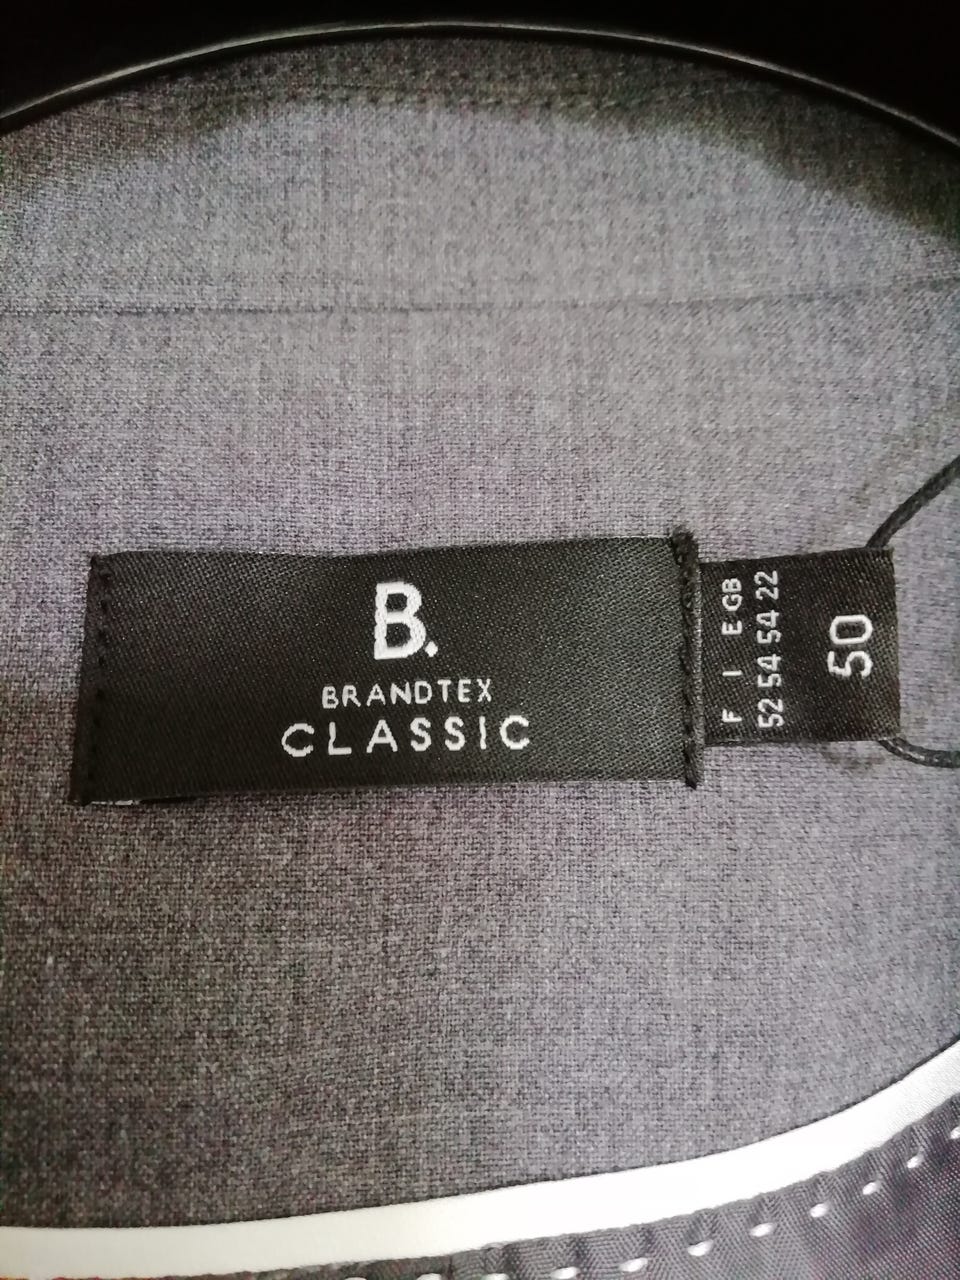 B.
BRANDTEX
CLASSIC
F I E GB
52 54 54 22
50